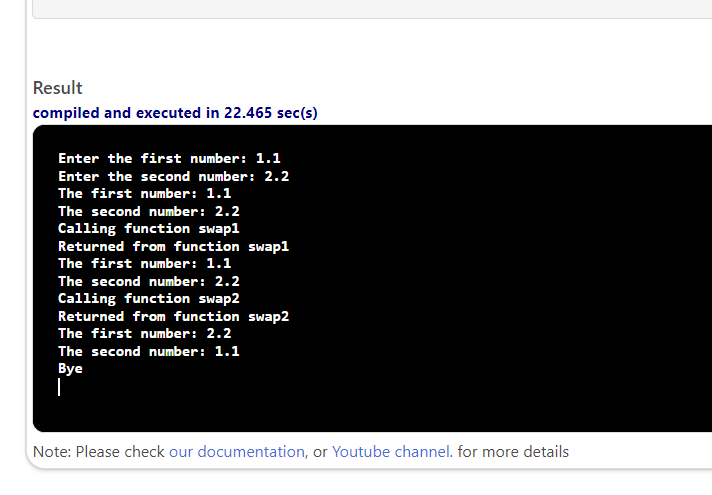 Result
compiled and executed in 22.465 sec(s)
Enter the first number: 1.1
Enter the second number: 2.2
The first number: 1.1
The second number: 2.2
Calling function swap1
Returned from function swap1
The first number: 1.1
The second number: 2.2
Calling function swap2
Returned from function swap2
The first number: 2.2
The second number: 1.1
Bye
Note: Please check our documentation, or Youtube channel. for more details